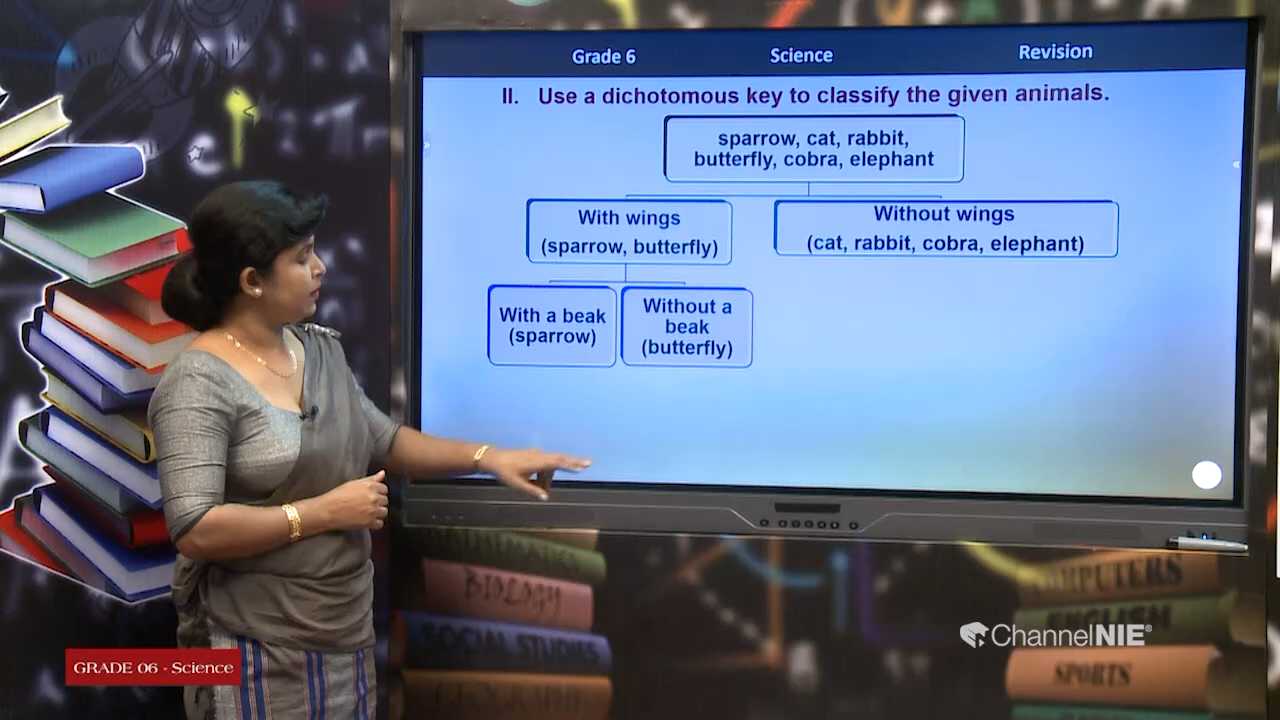 Grade 6 Science Revision
II. Use a dichotomous key to classify the given animals.
sparrow, cat, rabbit,
butterfly, cobra, elephant
With wings
(sparrow, butterfly)
Without wings
(cat, rabbit, cobra, elephant)
With a beak
(sparrow)
Without a
beak
(butterfly)
BIOLOGY
SOCIAL STUDIES
GEOGRAPHY
COMPUTERS
ENGLISH
SPORTS
ChannelNIE®
GRADE 06 - Science